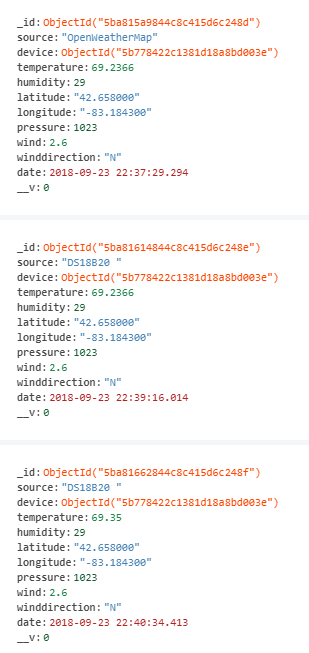 _id: ObjectId("5ba815a9844c8c415d6c248d")
source: "OpenWeatherMap"
device: ObjectId("5b778422c1381d18a8bd003e")
temperature: 69.2366
humidity: 29
latitude: "42.658000"
longitude: "-83.184300"
pressure: 1023
wind: 2.6
winddirection: "N"
date: 2018-09-23 22:37:29.294
__v: 0
_id: ObjectId("5ba81614844c8c415d6c248e")
source: "DS18B20 "
device: ObjectId("5b778422c1381d18a8bd003e")
temperature: 69.2366
humidity: 29
latitude: "42.658000"
longitude: "-83.184300"
pressure: 1023
wind: 2.6
winddirection: "N"
date: 2018-09-23 22:39:16.014
__v: 0
_id: ObjectId("5ba81662844c8c415d6c248f")
source: "DS18B20 "
device: ObjectId("5b778422c1381d18a8bd003e")
temperature: 69.35
humidity: 29
latitude: "42.658000"
longitude: "-83.184300"
pressure: 1023
wind: 2.6
winddirection: "N"
date: 2018-09-23 22:40:34.413
__v: 0